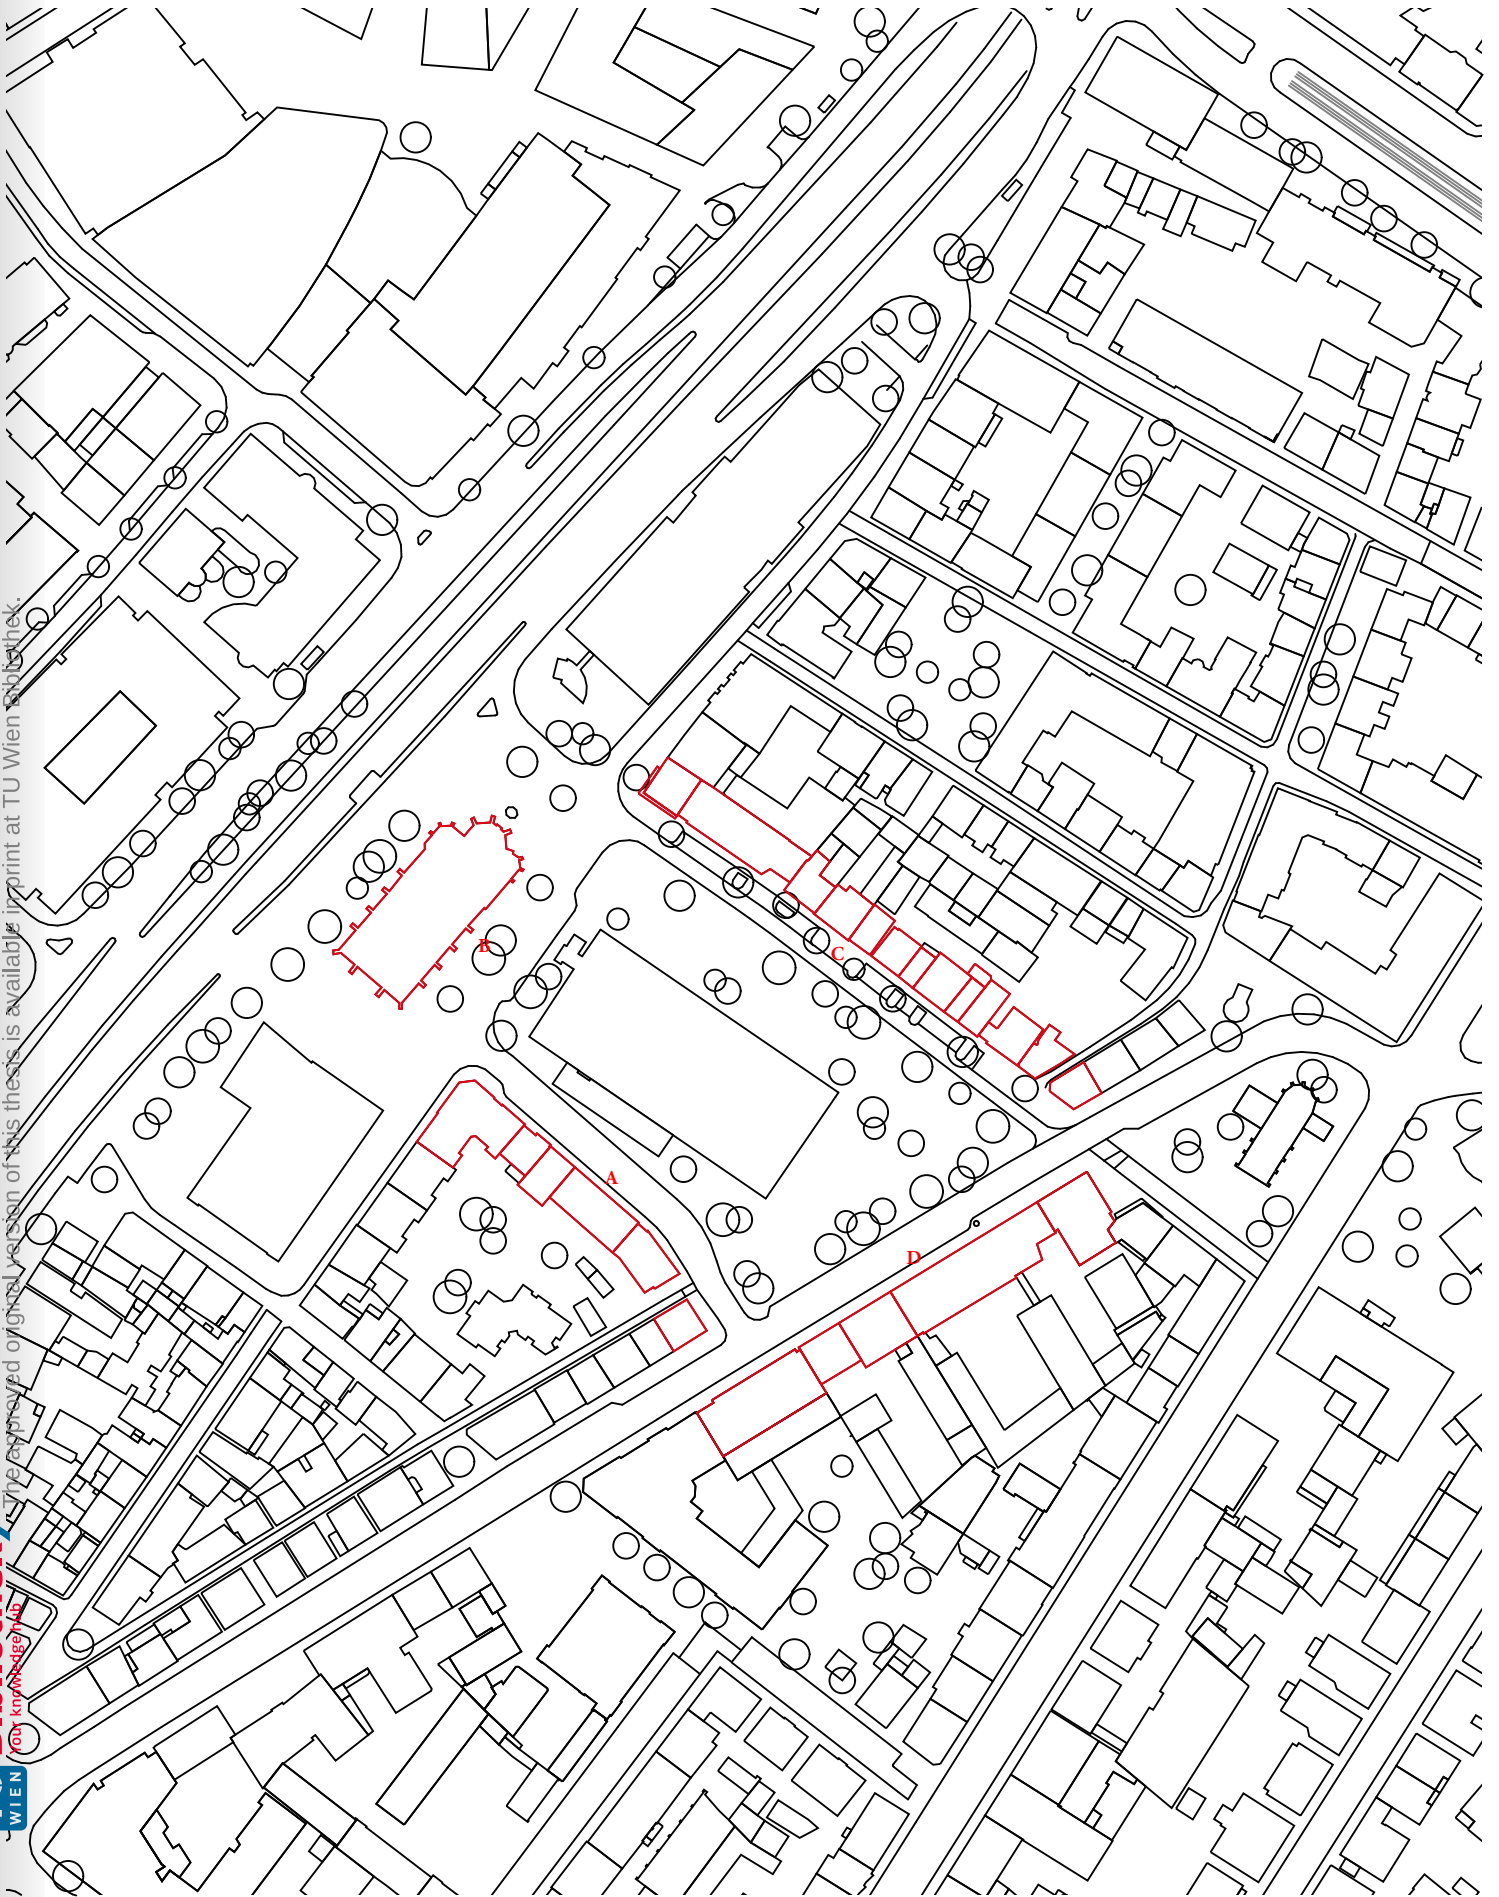 C
B
A
D
The approved original version of this thesis is available in print at TU Wien Bibliothek.
Your knowledge hub
WIEN